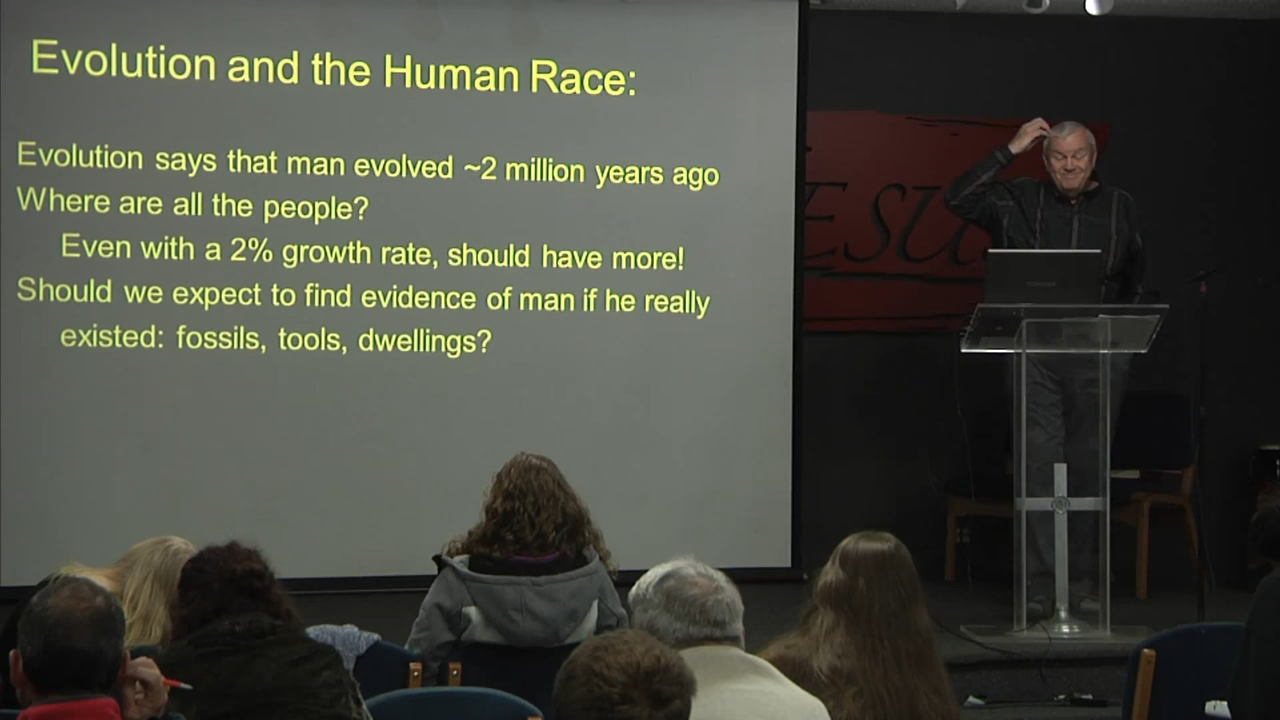 Evolution and the Human Race:
Evolution says that man evolved ~2 million years ago
Where are all the people?
Even with a 2% growth rate, should have more!
Should we expect to find evidence of man if he really
existed: fossils, tools, dwellings?
ESU